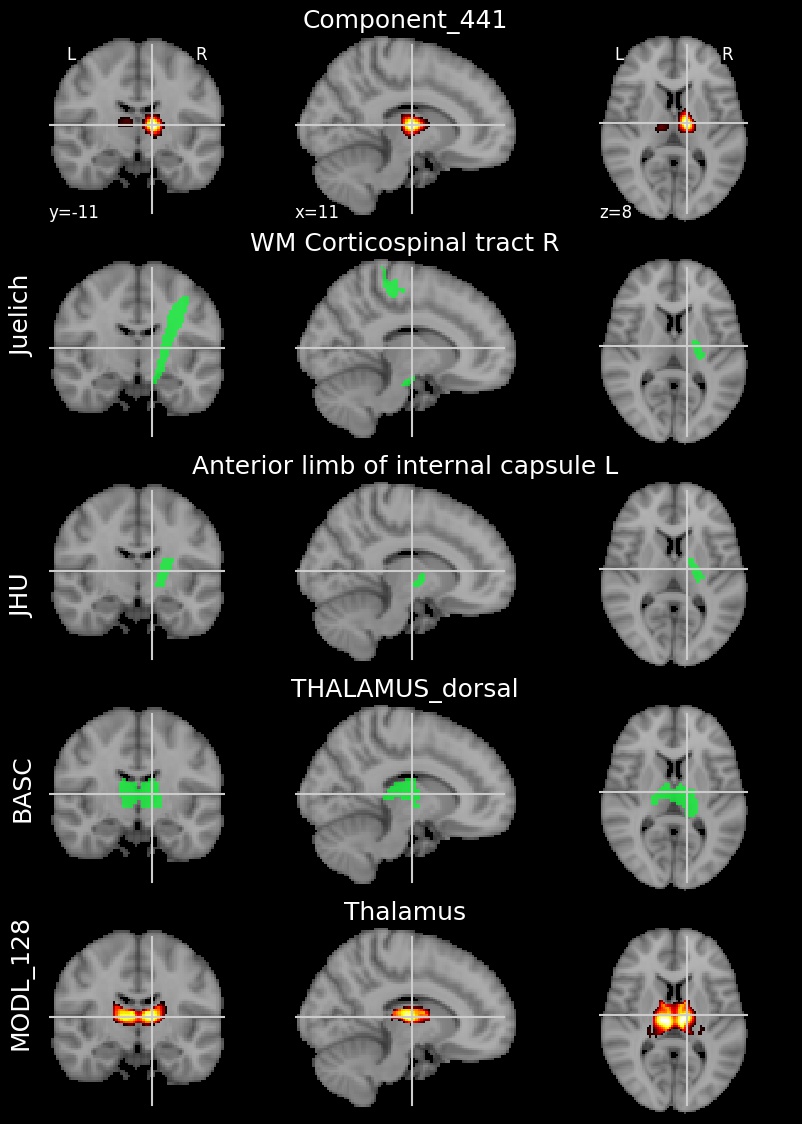 Component_441
L R L R
y=-11 x=11 z=8
WM Corticospinal tract R
Juelich
Anterior limb of internal capsule L
JHU
THALAMUS_dorsal
BASC
Thalamus
MODL_128